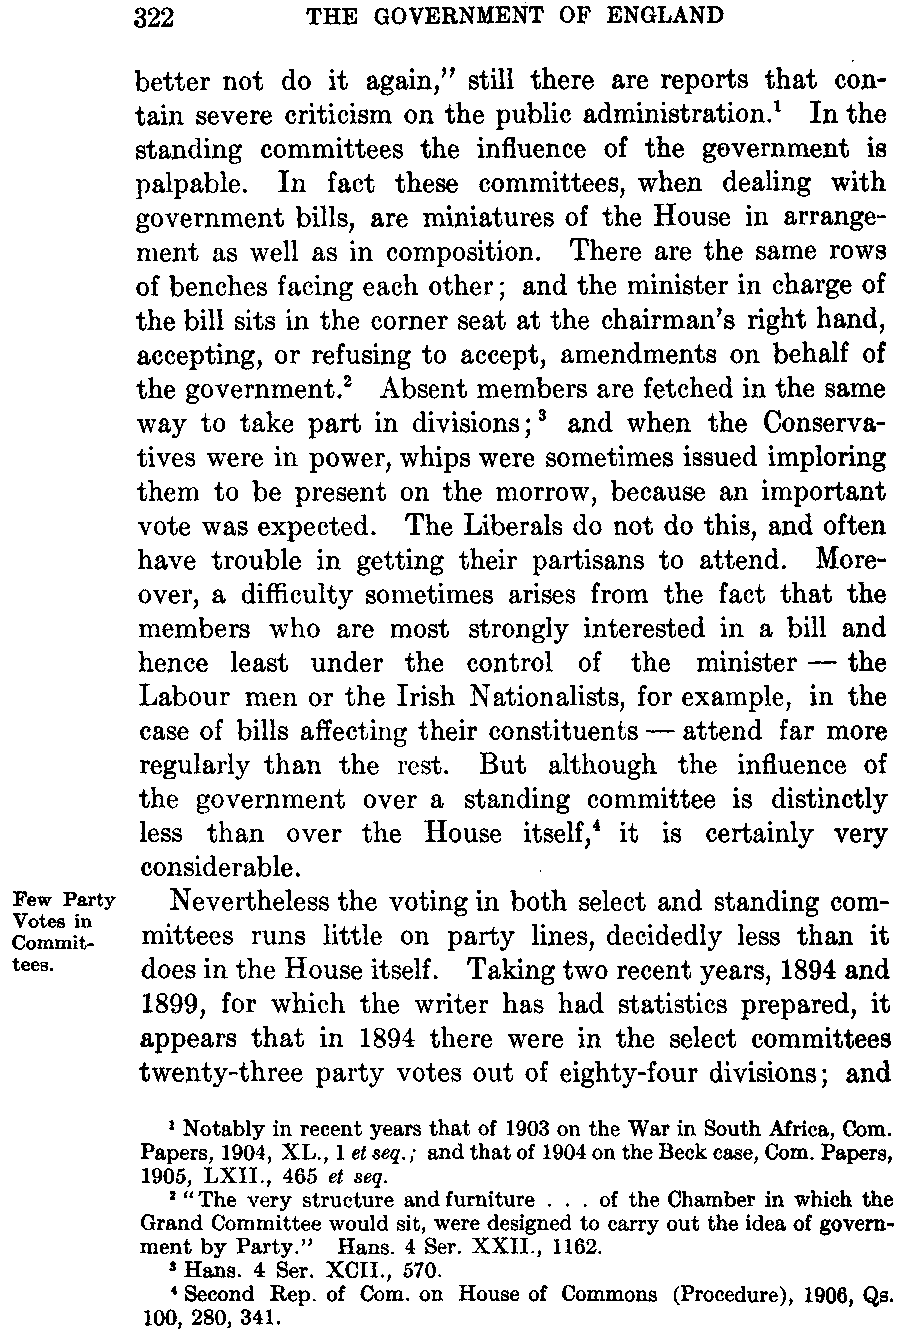 322 THE GOVERNMENT OF ENGLAND
better not do it again,” still there are reports that con-
tain severe criticism on the public administration.¹ In the
standing committees the influence of the government is
palpable. In fact these committees, when dealing with
government bills, are miniatures of the House in arrange-
ment as well as in composition. There are the same rows
of benches facing each other; and the minister in charge of
the bill sits in the corner seat at the chairman's right hand,
accepting, or refusing to accept, amendments on behalf of
the government.² Absent members are fetched in the same
way to take part in divisions;³ and when the Conserva-
tives were in power, whips were sometimes issued imploring
them to be present on the morrow, because an important
vote was expected. The Liberals do not do this, and often
have trouble in getting their partisans to attend. More-
over, a difficulty sometimes arises from the fact that the
members who are most strongly interested in a bill and
hence least under the control of the minister — the
Labour men or the Irish Nationalists, for example, in the
case of bills affecting their constituents — attend far more
regularly than the rest. But although the influence of
the government over a standing committee is distinctly
less than over the House itself,⁴ it is certainly very
considerable.
Few Party
Votes in
Commit-
tees.
Nevertheless the voting in both select and standing com-
mittees runs little on party lines, decidedly less than it
does in the House itself. Taking two recent years, 1894 and
1899, for which the writer has had statistics prepared, it
appears that in 1894 there were in the select committees
twenty-three party votes out of eighty-four divisions; and
¹ Notably in recent years that of 1903 on the War in South Africa, Com.
Papers, 1904, XL., 1 et seq.; and that of 1904 on the Beck case, Com. Papers,
1905, LXII., 465 et seq.
² “The very structure and furniture . . . of the Chamber in which the
Grand Committee would sit, were designed to carry out the idea of govern-
ment by Party.” Hans. 4 Ser. XXII., 1162.
³ Hans. 4 Ser. XCII., 570.
⁴ Second Rep. of Com. on House of Commons (Procedure), 1906, Qs.
100, 280, 341.